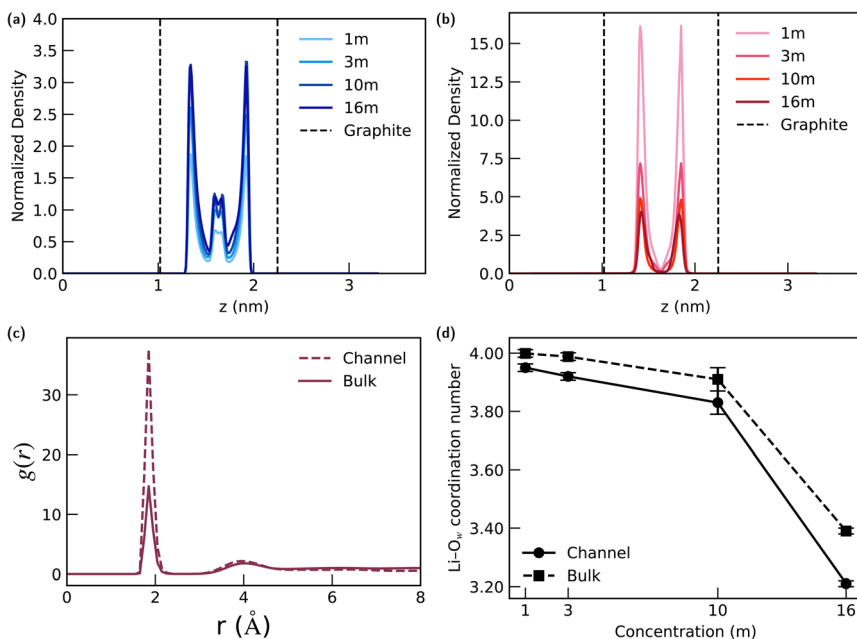 (a)
Normalized Density
4.0
3.5
3.0
2.5
2.0
1.5
1.0
0.5
0.0
0 1 2 3
z (nm)
1m
3m
10m
16m
Graphite
(b)
Normalized Density
15.0
12.5
10.0
7.5
5.0
2.5
0.0
0 1 2 3
z (nm)
1m
3m
10m
16m
Graphite
(c)
g(r)
30
20
10
0
0 2 4 6 8
r (Å)
Channel
Bulk
(d)
Li–O_w coordination number
4.00
3.80
3.60
3.40
3.20
1 3 10 16
Concentration (m)
Channel
Bulk